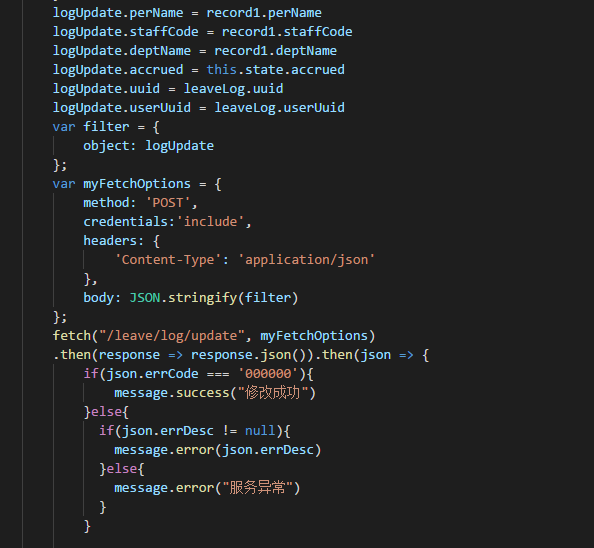 logUpdate.perName = record1.perName
logUpdate.staffCode = record1.staffCode
logUpdate.deptName = record1.deptName
logUpdate.accrued = this.state.accrued
logUpdate.uuid = leaveLog.uuid
logUpdate.userUuid = leaveLog.userUuid
var filter = {
    object: logUpdate
};
var myFetchOptions = {
    method: 'POST',
    credentials:'include',
    headers: {
        'Content-Type': 'application/json'
    },
    body: JSON.stringify(filter)
};
fetch("/leave/log/update", myFetchOptions)
.then(response => response.json()).then(json => {
    if(json.errCode === '000000'){
        message.success("修改成功")
    }else{
      if(json.errDesc != null){
        message.error(json.errDesc)
      }else{
        message.error("服务异常")
      }
    }